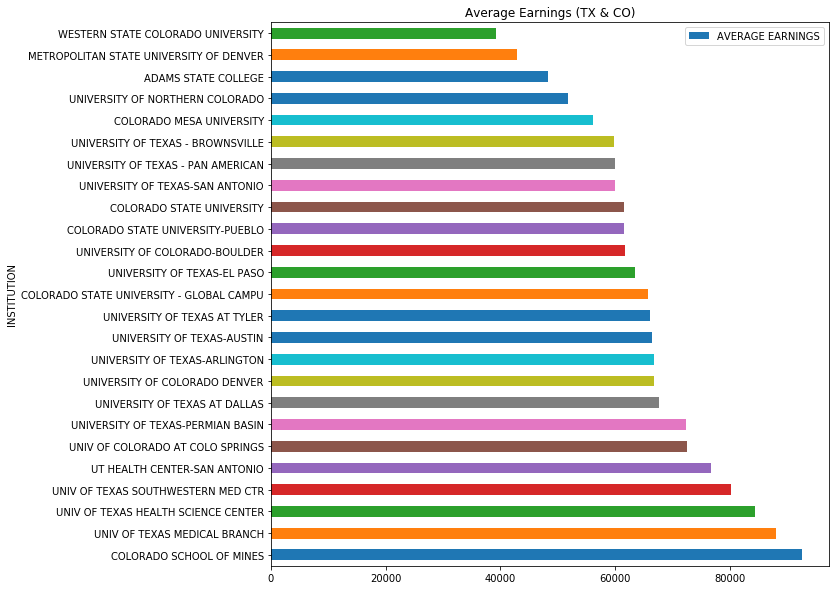 Average Earnings (TX & CO)
AVERAGE EARNINGS
INSTITUTION
WESTERN STATE COLORADO UNIVERSITY
METROPOLITAN STATE UNIVERSITY OF DENVER
ADAMS STATE COLLEGE
UNIVERSITY OF NORTHERN COLORADO
COLORADO MESA UNIVERSITY
UNIVERSITY OF TEXAS - BROWNSVILLE
UNIVERSITY OF TEXAS - PAN AMERICAN
UNIVERSITY OF TEXAS-SAN ANTONIO
COLORADO STATE UNIVERSITY
COLORADO STATE UNIVERSITY-PUEBLO
UNIVERSITY OF COLORADO-BOULDER
UNIVERSITY OF TEXAS-EL PASO
COLORADO STATE UNIVERSITY - GLOBAL CAMPU
UNIVERSITY OF TEXAS AT TYLER
UNIVERSITY OF TEXAS-AUSTIN
UNIVERSITY OF TEXAS-ARLINGTON
UNIVERSITY OF COLORADO DENVER
UNIVERSITY OF TEXAS AT DALLAS
UNIVERSITY OF TEXAS-PERMIAN BASIN
UNIV OF COLORADO AT COLO SPRINGS
UT HEALTH CENTER-SAN ANTONIO
UNIV OF TEXAS SOUTHWESTERN MED CTR
UNIV OF TEXAS HEALTH SCIENCE CENTER
UNIV OF TEXAS MEDICAL BRANCH
COLORADO SCHOOL OF MINES
0 20000 40000 60000 80000